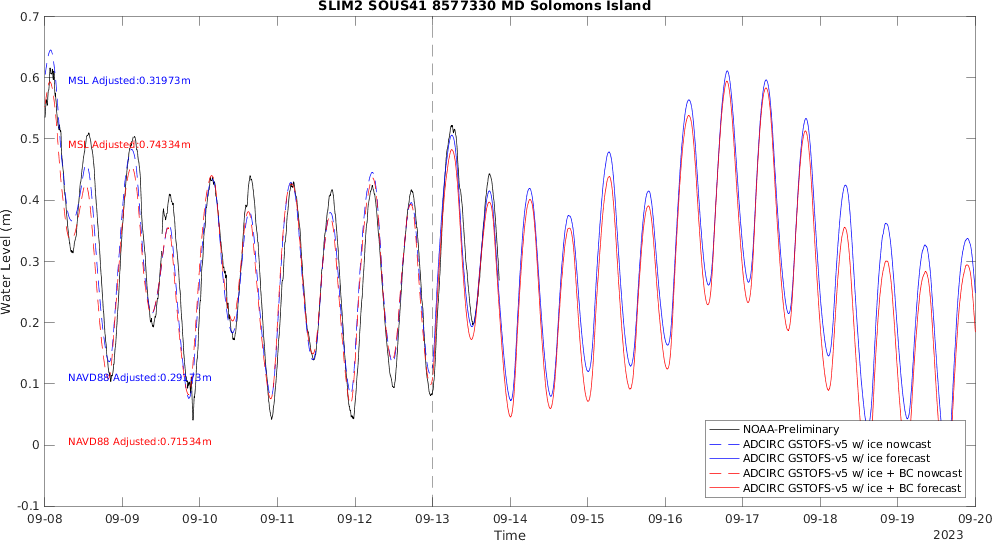 SLIM2 SOUS41 8577330 MD Solomons Island
0.7
0.6
0.5
0.4
0.3
0.2
0.1
0
-0.1
Water Level (m)
MSL Adjusted:0.31973m
MSL Adjusted:0.74334m
NAVD88 Adjusted:0.29173m
NAVD88 Adjusted:0.71534m
NOAA-Preliminary
ADCIRC GSTOFS-v5 w/ ice nowcast
ADCIRC GSTOFS-v5 w/ ice forecast
ADCIRC GSTOFS-v5 w/ ice + BC nowcast
ADCIRC GSTOFS-v5 w/ ice + BC forecast
09-08 09-09 09-10 09-11 09-12 09-13 09-14 09-15 09-16 09-17 09-18 09-19 09-20
Time
2023